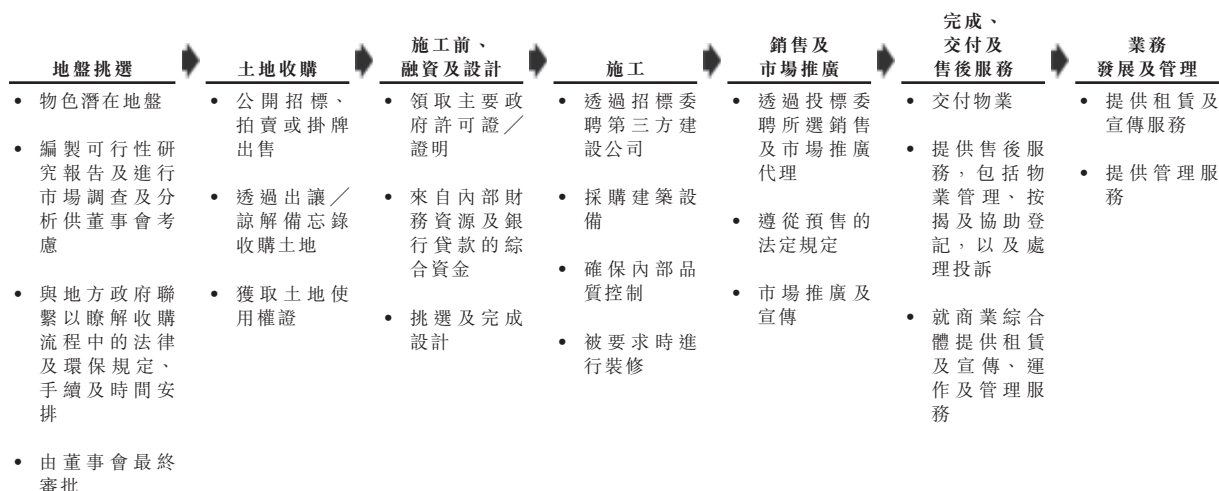 地盤挑選
• 物色潛在地盤
• 編製可行性研
究報告及進行
市場調查及分
析供董事會考
慮
• 與地方政府聯
繫以瞭解收購
流程中的法律
及環保規定、
手續及時間安
排
• 由董事會最終
審批
土地收購
• 公開招標、
拍賣或掛牌
出售
• 透過出讓／
諒解備忘錄
收購土地
• 獲取土地使
用權證
施工前、
融資及設計
• 領取主要政
府許可證／
證明
• 來自內部財
務資源及銀
行貸款的綜
合資金
• 挑選及完成
設計
施工
• 透過招標委
聘第三方建
設公司
• 採購建築設
備
• 確保內部品
質控制
• 被要求時進
行裝修
銷售及
市場推廣
• 透過投標委
聘所選銷售
及市場推廣
代理
• 遵從預售的
法定規定
• 市場推廣及
宣傳
完成、
交付及
售後服務
• 交付物業
• 提供售後服
務，包括物
業管理、按
揭及協助登
記，以及處
理投訴
• 就商業綜合
體提供租賃
及宣傳、運
作及管理服
務
業務
發展及管理
• 提供租賃及
宣傳服務
• 提供管理服
務